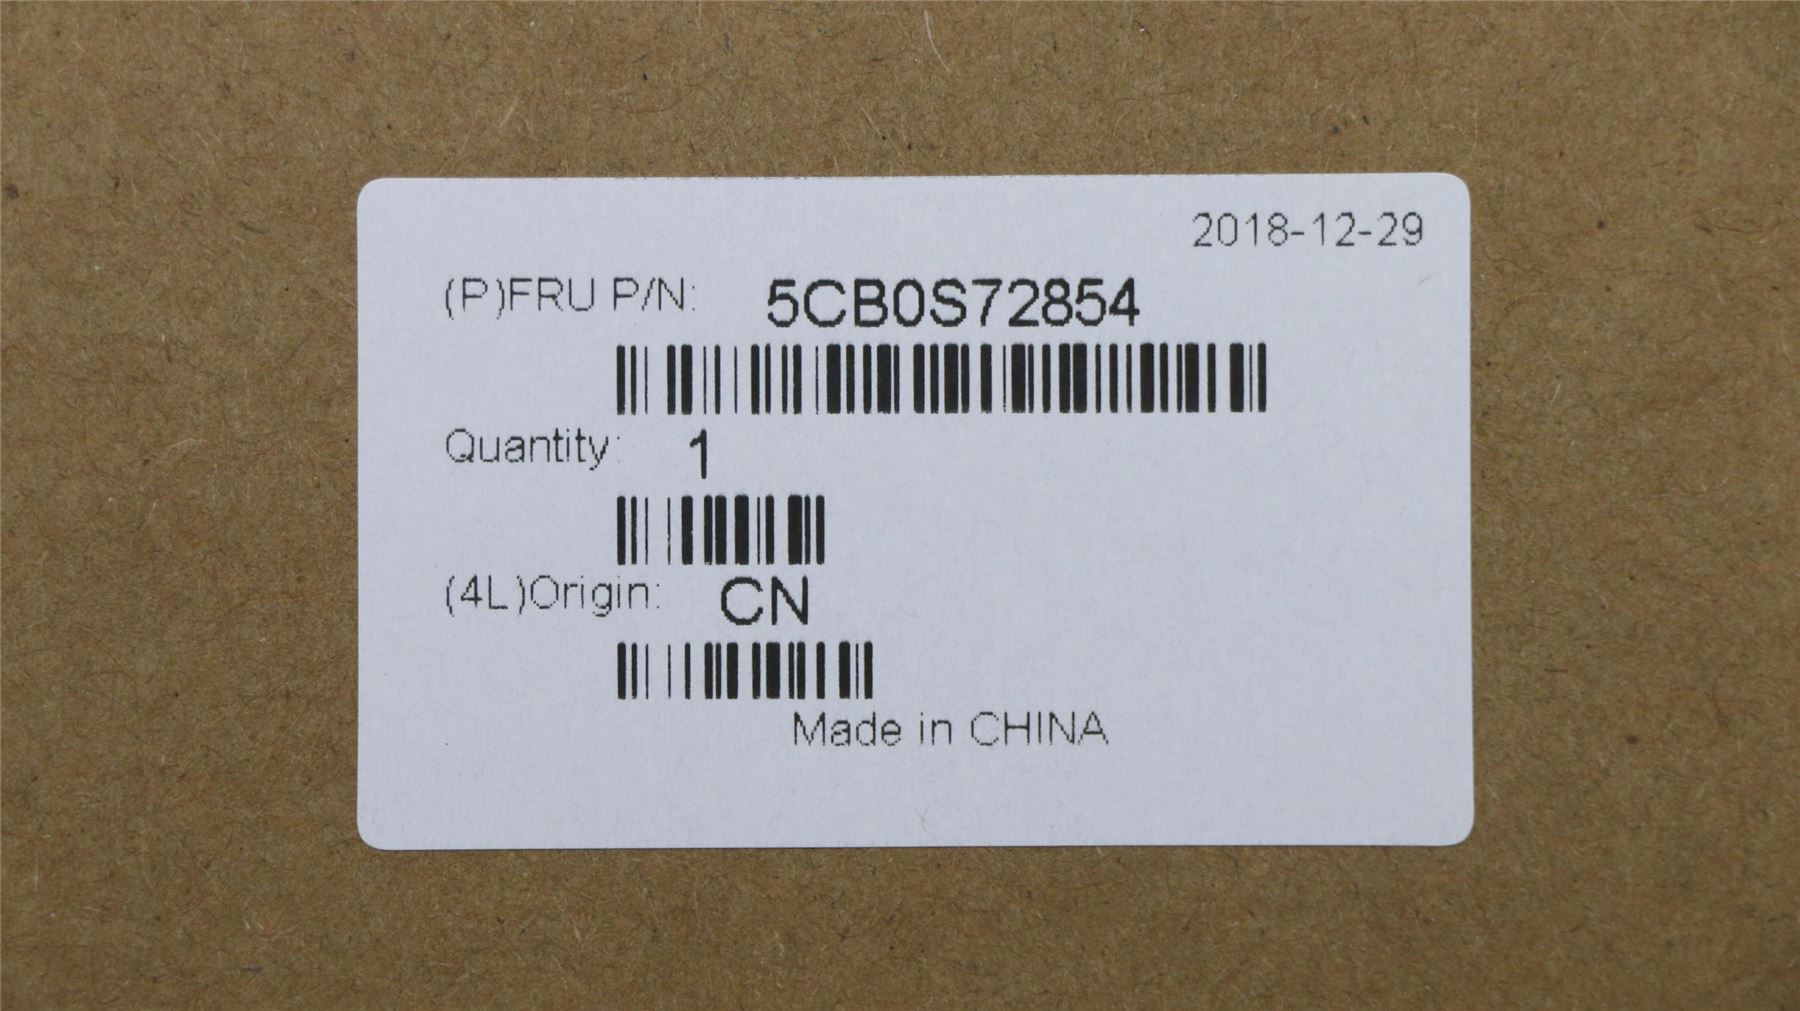 2018-12-29
(P)FRU P/N: 5CB0S72854
Quantity: 1
(4L)Origin: CN
Made in CHINA